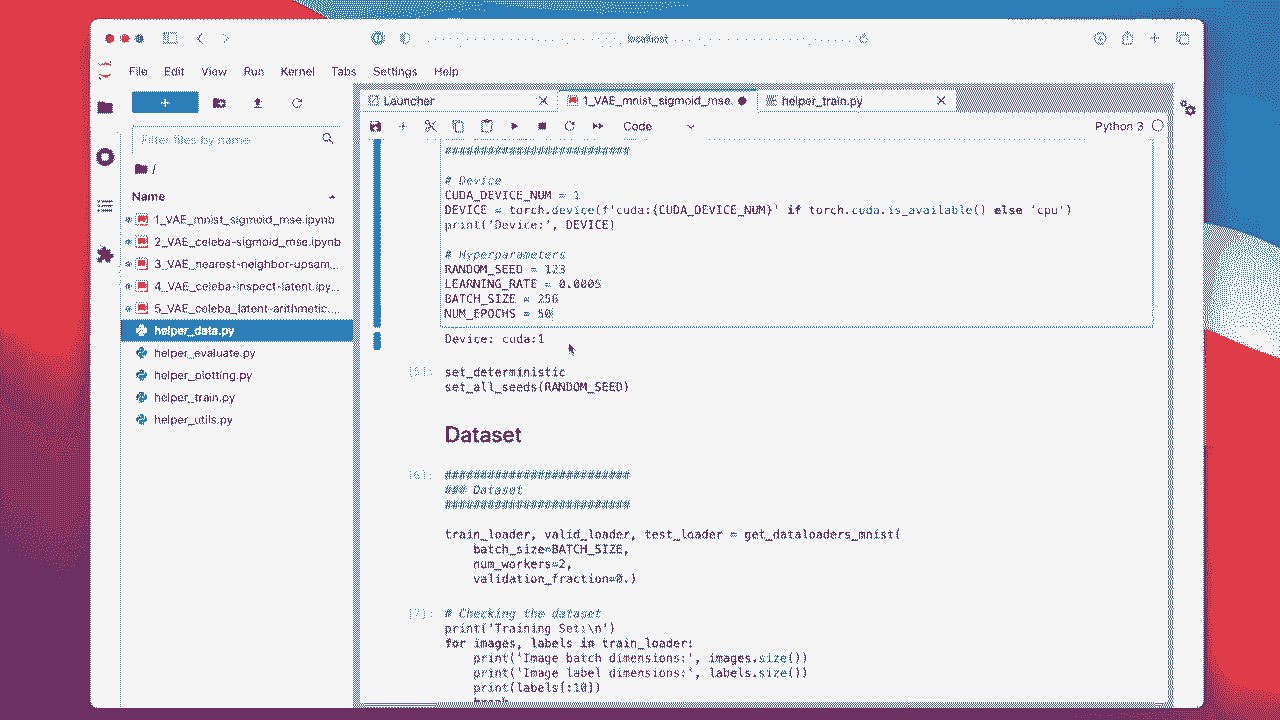 localhost
File Edit View Run Kernel Tabs Settings Help
+
Launcher
1_VAE_mnist_sigmoid_mse.
helper_train.py
Code
Python 3
Filter files by name
/
Name
1_VAE_mnist_sigmoid_mse.ipynb
2_VAE_celeba-sigmoid_mse.ipynb
3_VAE_nearest-neighbor-upsam...
4_VAE_celeba-inspect-latent.ipy...
5_VAE_celeba_latent-arithmetic....
helper_data.py
helper_evaluate.py
helper_plotting.py
helper_train.py
helper_utils.py
##########################
# Device
CUDA_DEVICE_NUM = 1
DEVICE = torch.device(f'cuda:{CUDA_DEVICE_NUM}' if torch.cuda.is_available() else 'cpu')
print('Device:', DEVICE)
# Hyperparameters
RANDOM_SEED = 123
LEARNING_RATE = 0.0005
BATCH_SIZE = 256
NUM_EPOCHS = 50
Device: cuda:1
[5]: set_deterministic
set_all_seeds(RANDOM_SEED)
Dataset
[6]: ##########################
### Dataset
##########################
train_loader, valid_loader, test_loader = get_dataloaders_mnist(
batch_size=BATCH_SIZE,
num_workers=2,
validation_fraction=0.)
[7]: # Checking the dataset
print('Training Set:\n')
for images, labels in train_loader:
print('Image batch dimensions:', images.size())
print('Image label dimensions:', labels.size())
print(labels[:10])